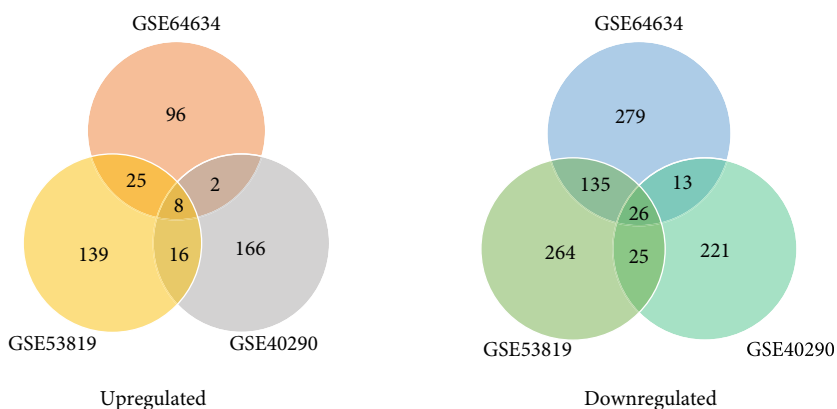 GSE64634
96
25
2
8
139
16
166
GSE53819
GSE40290
Upregulated
GSE64634
279
135
13
26
264
25
221
GSE53819
GSE40290
Downregulated